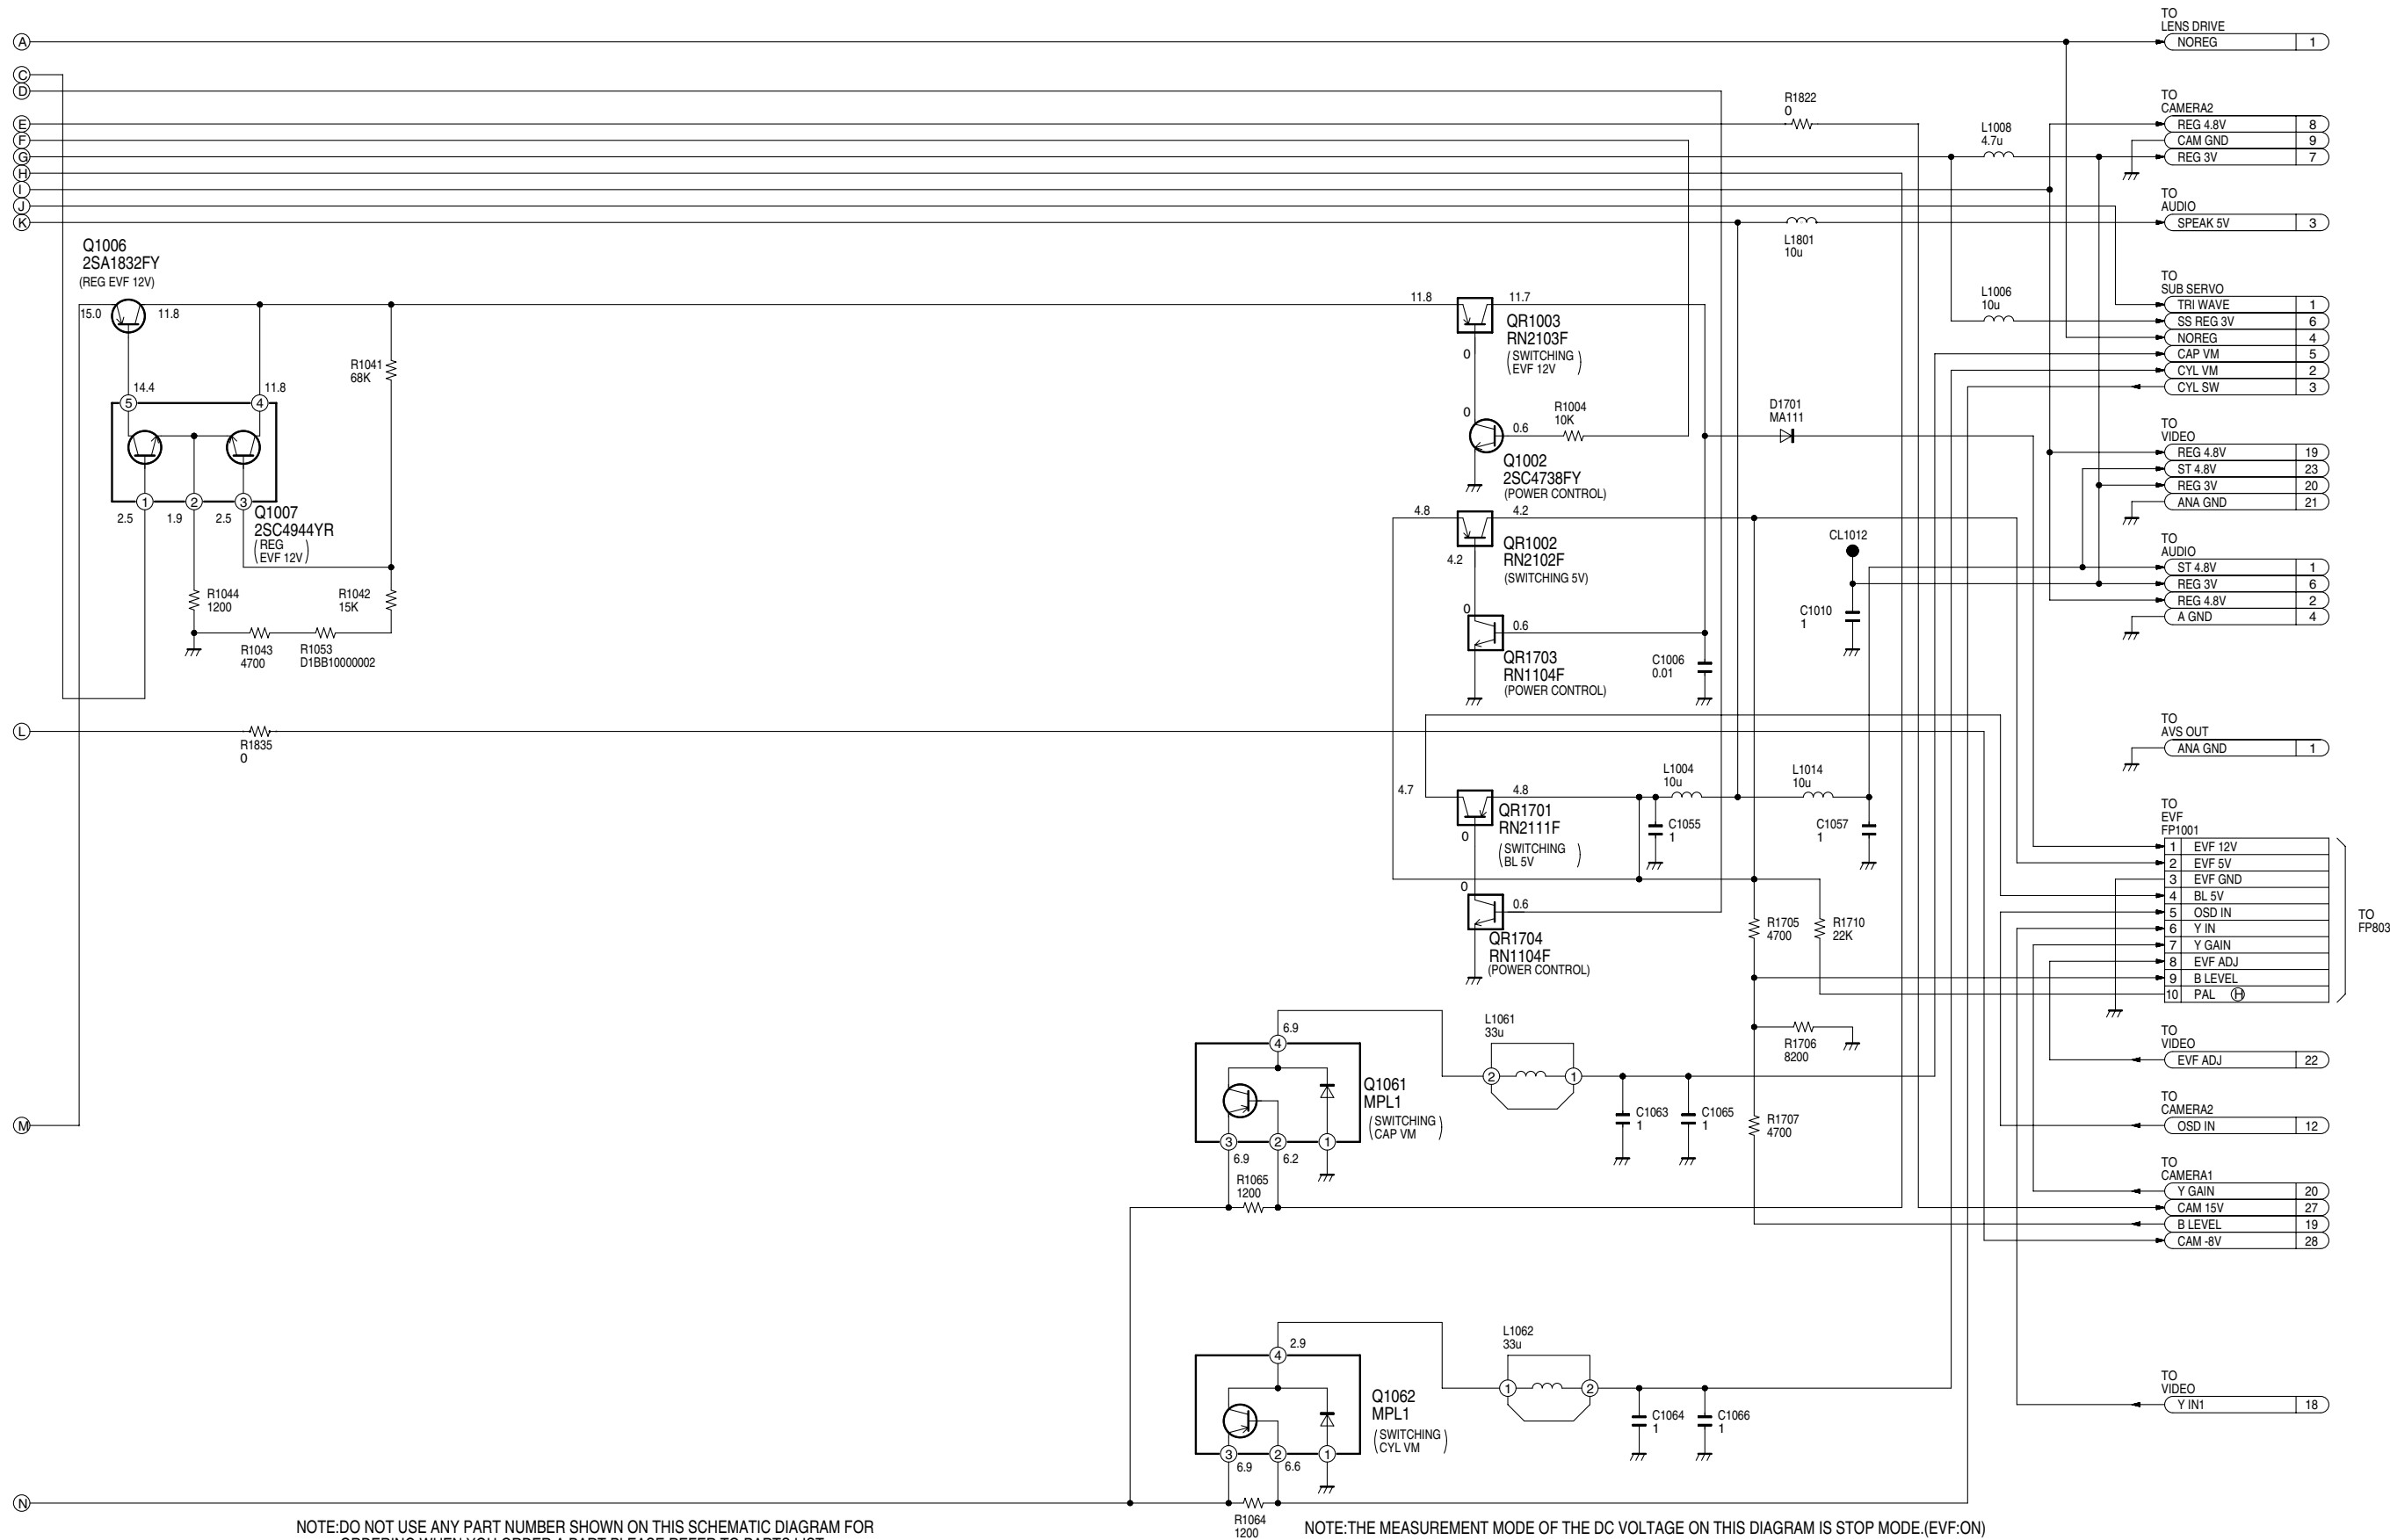 TO
LENS DRIVE
A
NOREG 1
C
D
TO
CAMERA2
R1822
0
E
REG 4.8V 8
L1008
4.7u
F
CAM GND 9
G
REG 3V 7
H
I
TO
AUDIO
J
K
SPEAK 5V 3
L1801
10u
Q1006
2SA1832FY
(REG EVF 12V)
15.0 11.8
TO
SUB SERVO
L1006
10u
TRI WAVE 1
SS REG 3V 6
NOREG 4
CAP VM 5
CYL VM 2
CYL SW 3
11.8 11.7
QR1003
RN2103F
(SWITCHING
EVF 12V)
0
R1041
68K
14.4 11.8
5 4
0
R1004
10K
0.6
D1701
MA111
Q1002
2SC4738FY
(POWER CONTROL)
TO
VIDEO
REG 4.8V 19
ST 4.8V 23
REG 3V 20
ANA GND 21
1 2 3
2.5 1.9 2.5
Q1007
2SC4944YR
(REG
EVF 12V)
4.8 4.2
QR1002
RN2102F
(SWITCHING 5V)
4.2
CL1012
TO
AUDIO
ST 4.8V 1
REG 3V 6
REG 4.8V 2
A GND 4
R1044
1200
R1042
15K
C1010
1
0
0.6
R1043
4700
R1053
D1BB10000002
QR1703
RN1104F
(POWER CONTROL)
C1006
0.01
L
R1835
0
TO
AVS OUT
ANA GND 1
L1004
10u
L1014
10u
4.7 4.8
QR1701
RN2111F
(SWITCHING
BL 5V)
0
C1055
1
C1057
1
TO
EVF
FP1001
1 EVF 12V
2 EVF 5V
3 EVF GND
4 BL 5V
5 OSD IN
6 Y IN
7 Y GAIN
8 EVF ADJ
9 B LEVEL
10 PAL H
TO
FP803
0
0.6
QR1704
RN1104F
(POWER CONTROL)
R1705
4700
R1710
22K
L1061
33u
6.9
4
2 1
Q1061
MPL1
(SWITCHING
CAP VM)
R1706
8200
TO
VIDEO
EVF ADJ 22
M
3 2 1
6.9 6.2
C1063
1
C1065
1
R1707
4700
TO
CAMERA2
OSD IN 12
R1065
1200
TO
CAMERA1
Y GAIN 20
CAM 15V 27
B LEVEL 19
CAM -8V 28
L1062
33u
2.9
4
1 2
Q1062
MPL1
(SWITCHING
CYL VM)
C1064
1
C1066
1
TO
VIDEO
Y IN1 18
3 2 1
6.9 6.6
N
R1064
1200
NOTE:DO NOT USE ANY PART NUMBER SHOWN ON THIS SCHEMATIC DIAGRAM FOR
ORDERING WHEN YOU ORDER A PART PLEASE REFER TO PARTS LIST
NOTE:THE MEASUREMENT MODE OF THE DC VOLTAGE ON THIS DIAGRAM IS STOP MODE.(EVF:ON)